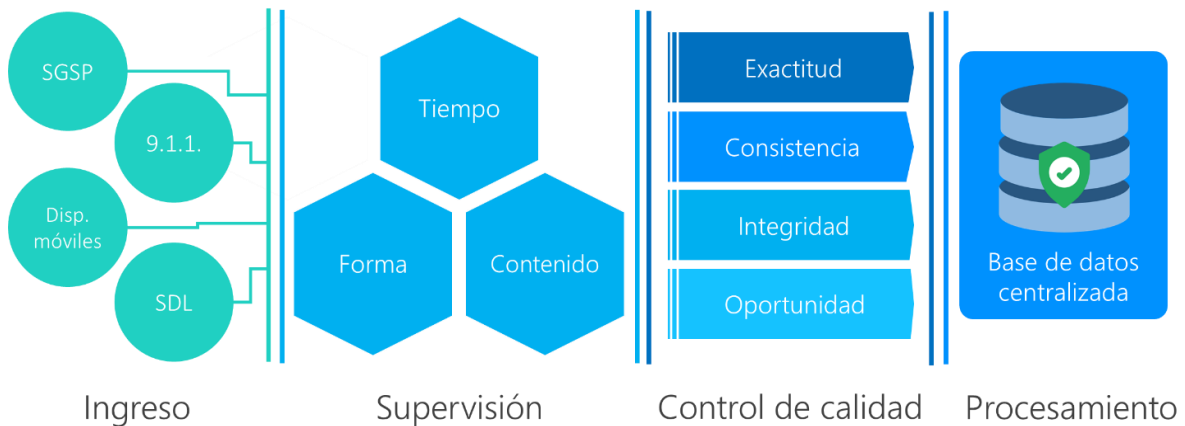 SGSP
9.1.1.
Disp.
móviles
SDL
Ingreso
Tiempo
Forma
Contenido
Supervisión
Exactitud
Consistencia
Integridad
Oportunidad
Control de calidad
Base de datos
centralizada
Procesamiento